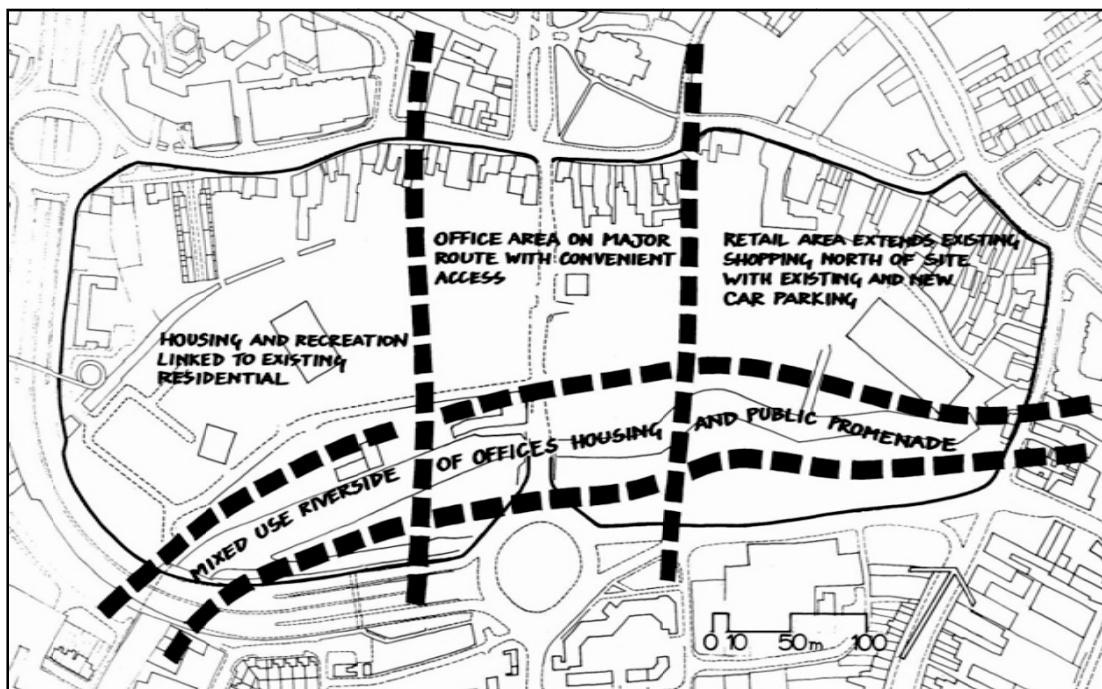 OFFICE AREA ON MAJOR
ROUTE WITH CONVENIENT
ACCESS
RETAIL AREA EXTENDS EXISTING
SHOPPING NORTH OF SITE
WITH EXISTING AND NEW
CAR PARKING
HOUSING AND RECREATION
LINKED TO EXISTING
RESIDENTIAL
MIXED USE RIVERSIDE OF OFFICES HOUSING AND PUBLIC PROMENADE
0 10 50m 100